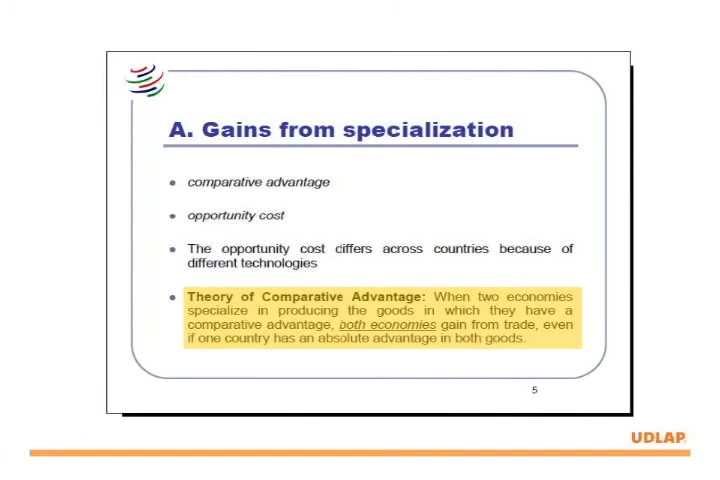 A. Gains from specialization
comparative advantage
opportunity cost
The opportunity cost differs across countries because of
different technologies
Theory of Comparative Advantage: When two economies
specialize in producing the goods in which they have a
comparative advantage, both economies gain from trade, even
if one country has an absolute advantage in both goods.
5
UDLAP